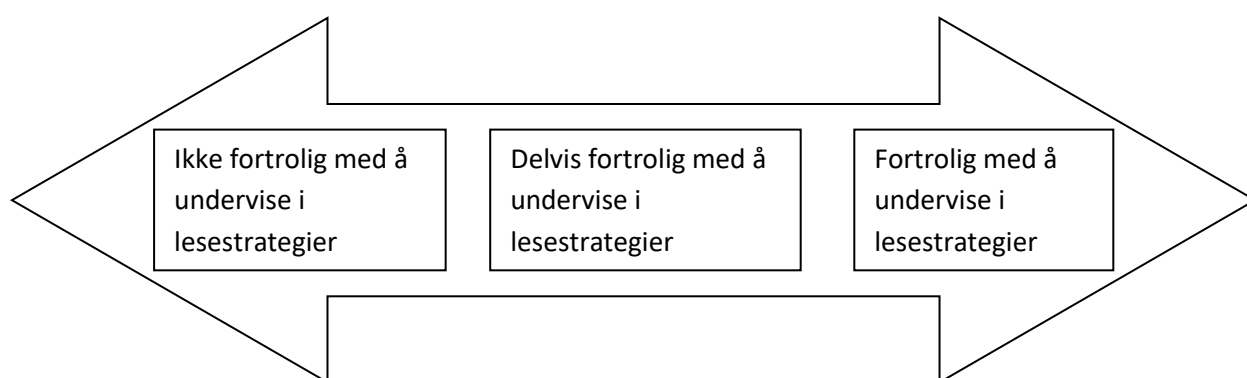 Ikke fortrolig med å
undervise i
lesestrategier
Delvis fortrolig med å
undervise i
lesestrategier
Fortrolig med å
undervise i
lesestrategier